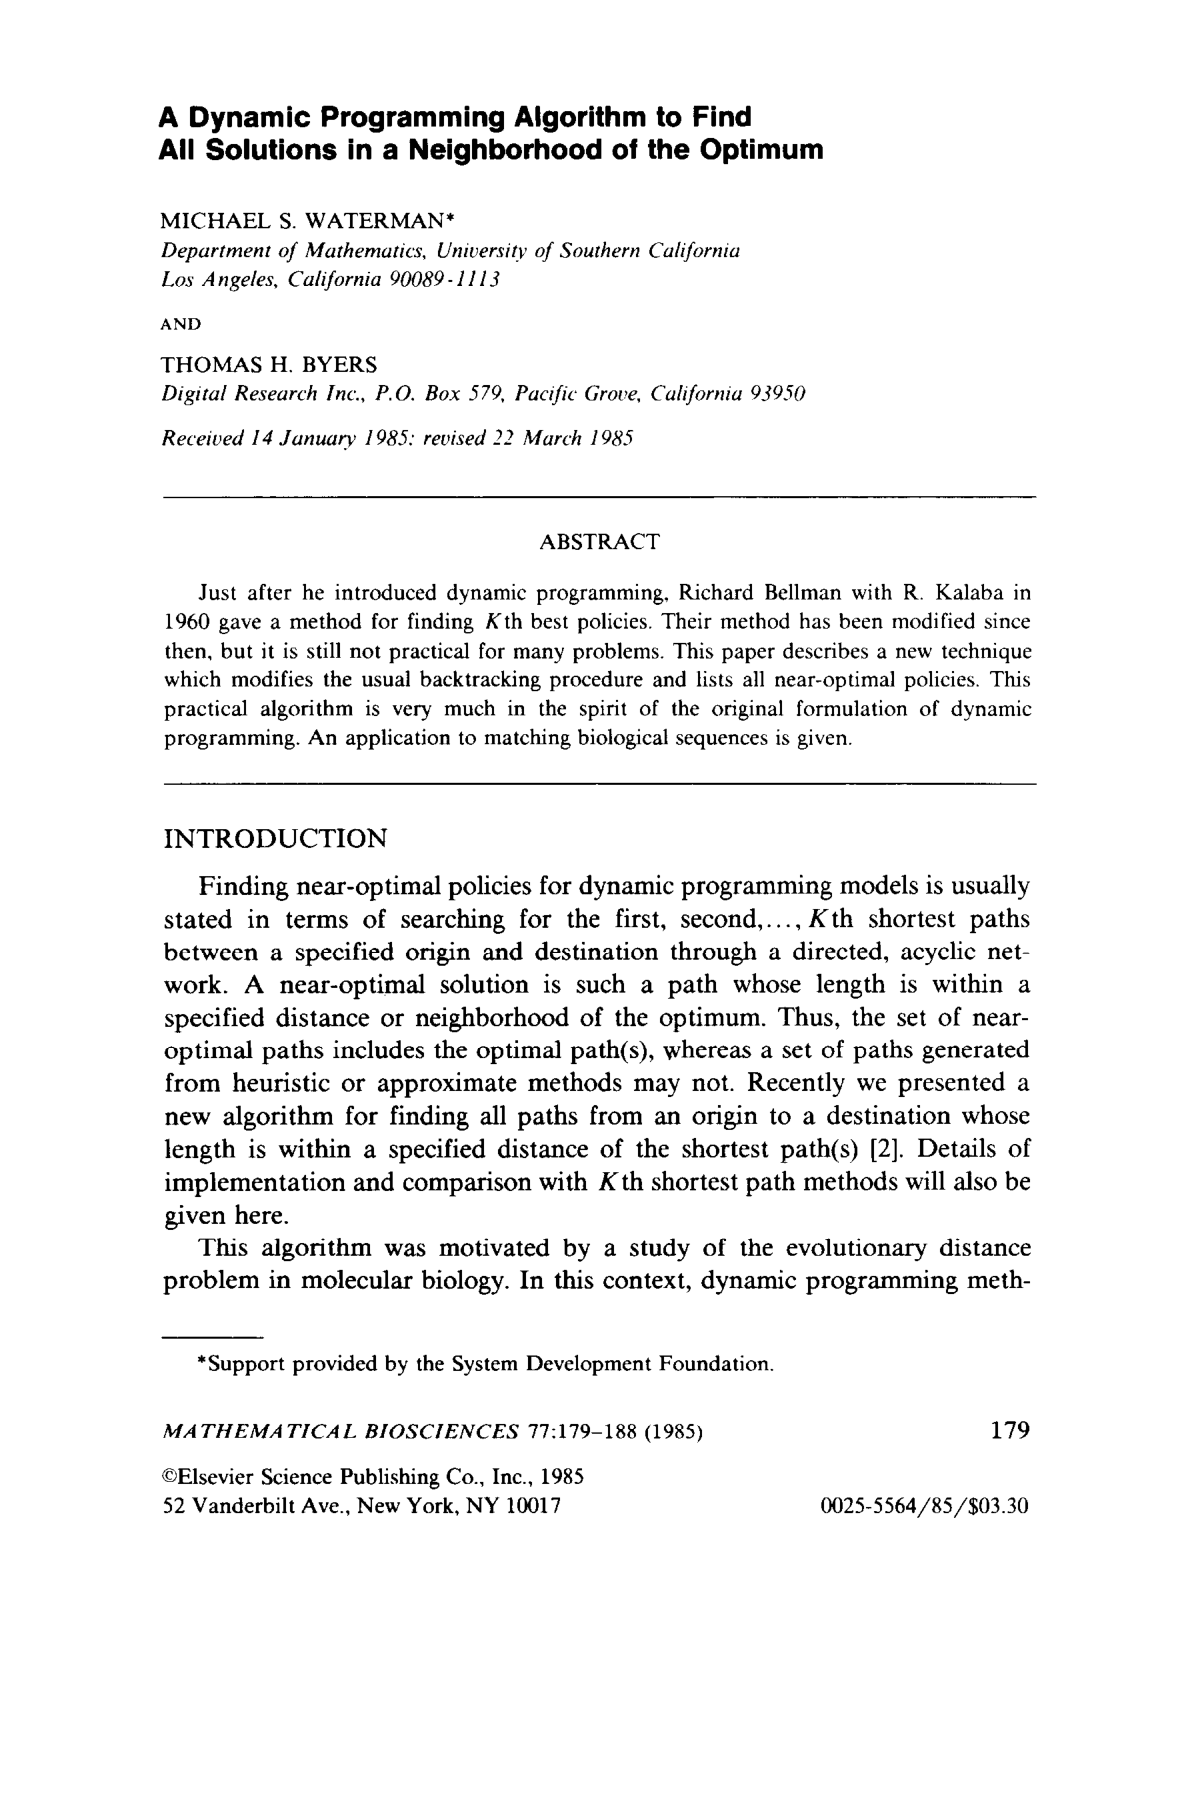 A Dynamic Programming Algorithm to Find
All Solutions in a Neighborhood of the Optimum
MICHAEL S. WATERMAN*
Department of Mathematics, University of Southern California
Los Angeles, California 90089-1113
AND
THOMAS H. BYERS
Digital Research Inc., P.O. Box 579, Pacific Grove, California 93950
Received 14 January 1985; revised 22 March 1985
ABSTRACT
Just after he introduced dynamic programming, Richard Bellman with R. Kalaba in
1960 gave a method for finding Kth best policies. Their method has been modified since
then, but it is still not practical for many problems. This paper describes a new technique
which modifies the usual backtracking procedure and lists all near-optimal policies. This
practical algorithm is very much in the spirit of the original formulation of dynamic
programming. An application to matching biological sequences is given.
INTRODUCTION
Finding near-optimal policies for dynamic programming models is usually
stated in terms of searching for the first, second,..., Kth shortest paths
between a specified origin and destination through a directed, acyclic net-
work. A near-optimal solution is such a path whose length is within a
specified distance or neighborhood of the optimum. Thus, the set of near-
optimal paths includes the optimal path(s), whereas a set of paths generated
from heuristic or approximate methods may not. Recently we presented a
new algorithm for finding all paths from an origin to a destination whose
length is within a specified distance of the shortest path(s) [2]. Details of
implementation and comparison with Kth shortest path methods will also be
given here.
This algorithm was motivated by a study of the evolutionary distance
problem in molecular biology. In this context, dynamic programming meth-
*Support provided by the System Development Foundation.
MATHEMATICAL BIOSCIENCES 77:179–188 (1985) 179
©Elsevier Science Publishing Co., Inc., 1985
52 Vanderbilt Ave., New York, NY 10017 0025-5564/85/$03.30